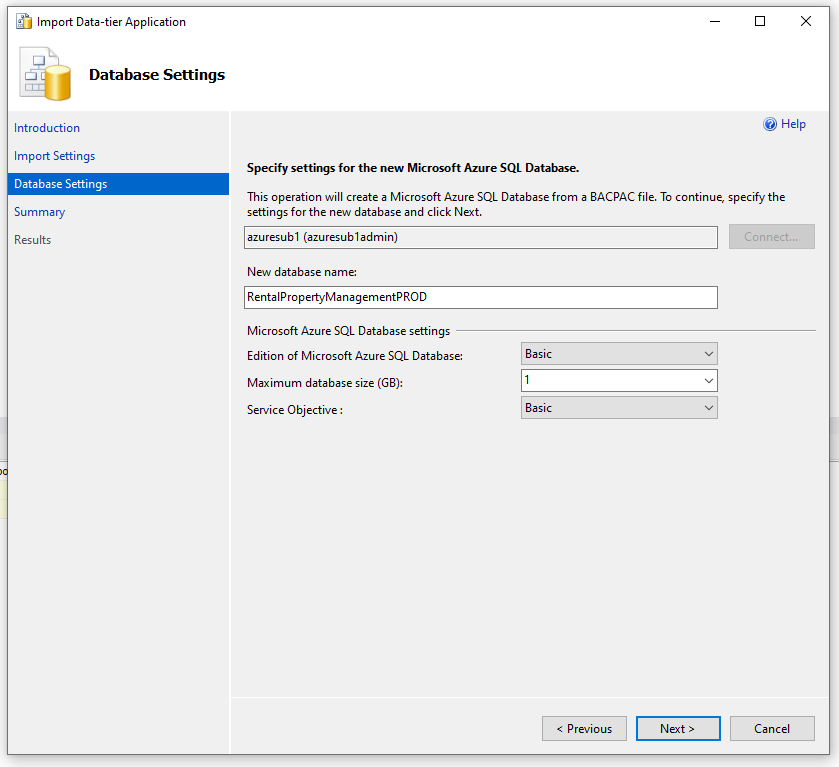 Import Data-tier Application
Database Settings
Introduction
Import Settings
Database Settings
Summary
Results
Help
Specify settings for the new Microsoft Azure SQL Database.
This operation will create a Microsoft Azure SQL Database from a BACPAC file. To continue, specify the
settings for the new database and click Next.
azuresub1 (azuresub1admin)
Connect...
New database name:
RentalPropertyManagementPROD
Microsoft Azure SQL Database settings
Edition of Microsoft Azure SQL Database:
Basic
Maximum database size (GB):
1
Service Objective :
Basic
< Previous
Next >
Cancel